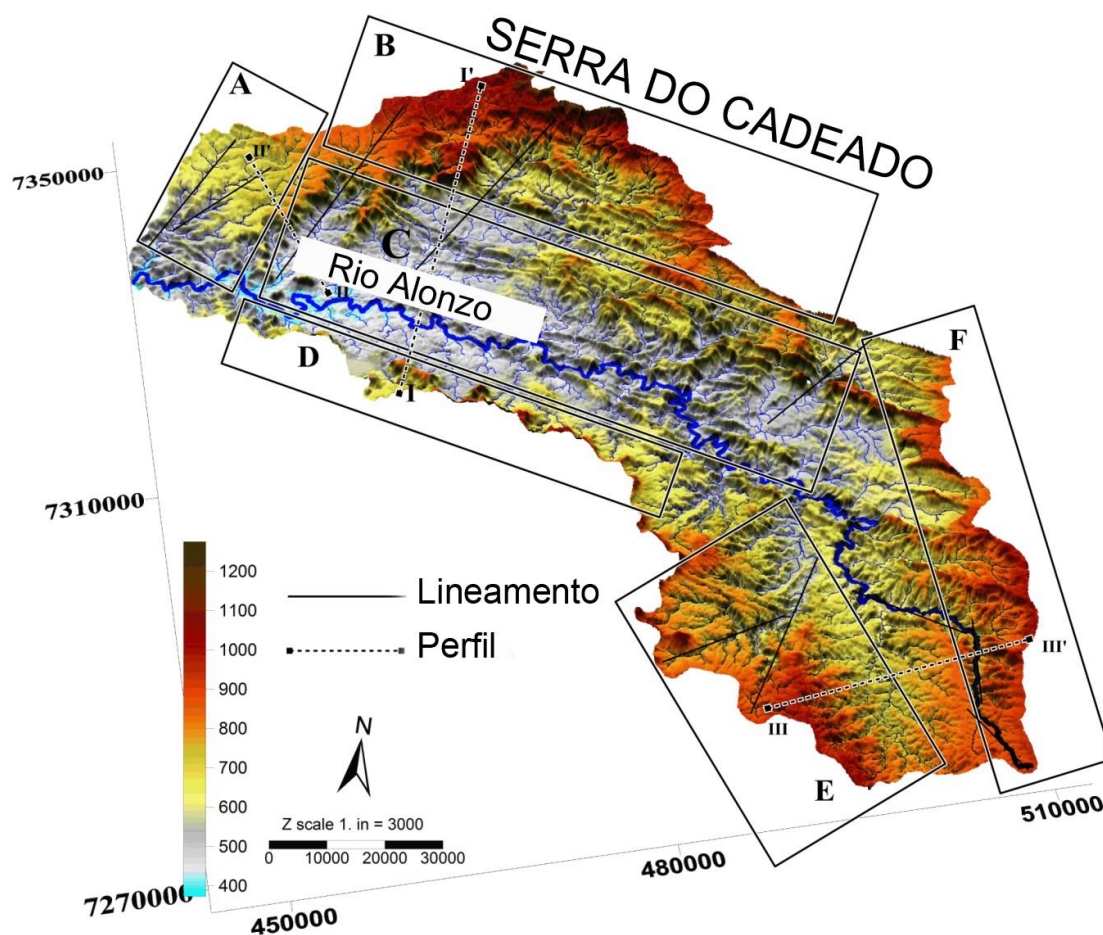 SERRA DO CADEADO
B
I'
A
II'
7350000
C
Rio Alonzo
II
F
D
I
7310000
1200
1100
1000
900
800
700
600
500
400
Lineamento
Perfil
III'
III
N
E
Z scale 1. in = 3000
0 10000 20000 30000
510000
480000
7270000
450000